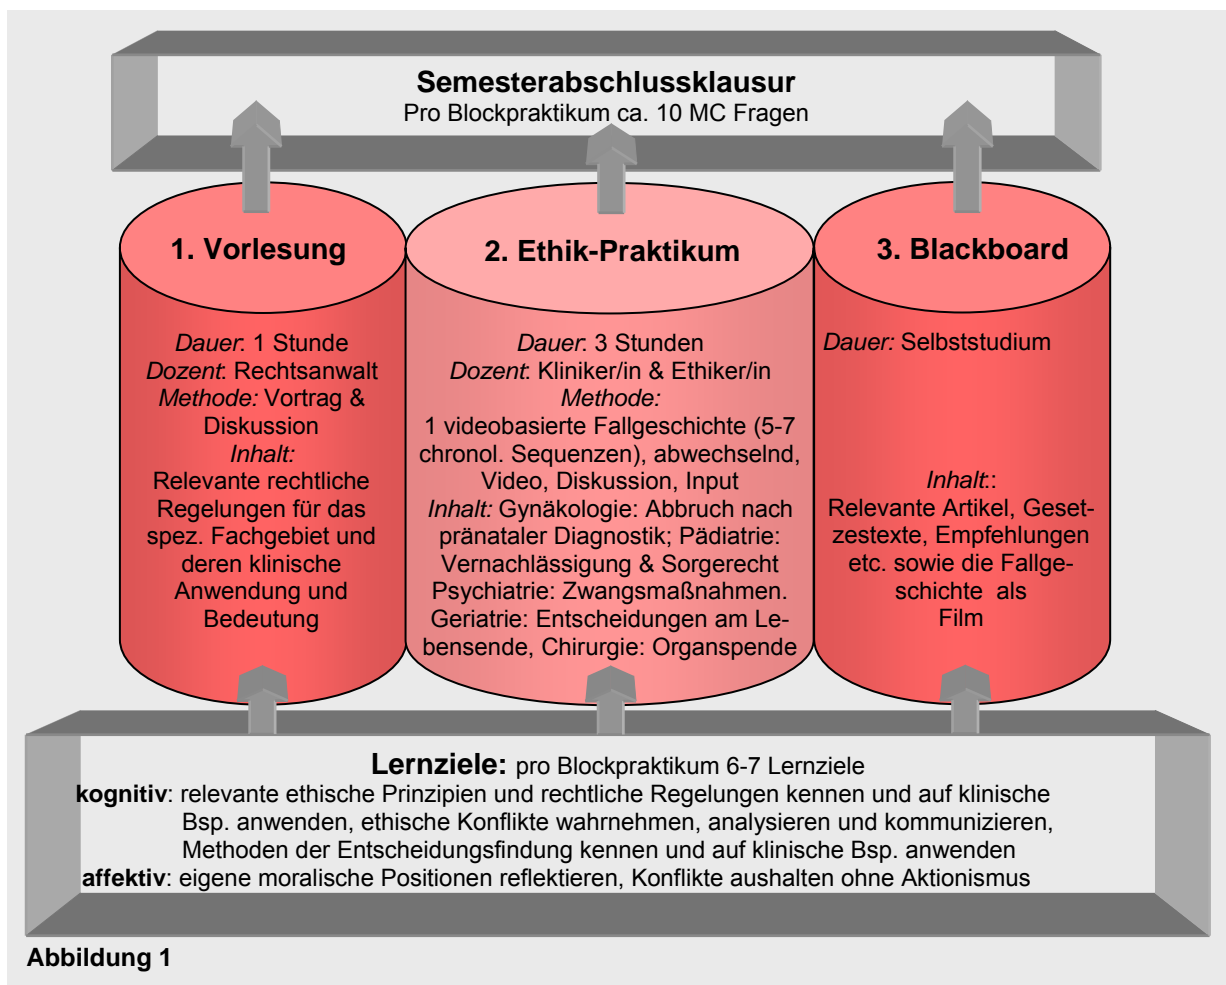 Semesterabschlussklausur
Pro Blockpraktikum ca. 10 MC Fragen
1. Vorlesung
Dauer: 1 Stunde
Dozent: Rechtsanwalt
Methode: Vortrag &
Diskussion
Inhalt:
Relevante rechtliche
Regelungen für das
spez. Fachgebiet und
deren klinische
Anwendung und
Bedeutung
2. Ethik-Praktikum
Dauer: 3 Stunden
Dozent: Kliniker/in & Ethiker/in
Methode:
1 videobasierte Fallgeschichte (5-7
chronol. Sequenzen), abwechselnd,
Video, Diskussion, Input
Inhalt: Gynäkologie: Abbruch nach
pränataler Diagnostik; Pädiatrie:
Vernachlässigung & Sorgerecht
Psychiatrie: Zwangsmaßnahmen.
Geriatrie: Entscheidungen am Le-
bensende, Chirurgie: Organspende
3. Blackboard
Dauer: Selbststudium
Inhalt::
Relevante Artikel, Geset-
zestexte, Empfehlungen
etc. sowie die Fallge-
schichte als
Film
Lernziele: pro Blockpraktikum 6-7 Lernziele
kognitiv: relevante ethische Prinzipien und rechtliche Regelungen kennen und auf klinische
Bsp. anwenden, ethische Konflikte wahrnehmen, analysieren und kommunizieren,
Methoden der Entscheidungsfindung kennen und auf klinische Bsp. anwenden
affektiv: eigene moralische Positionen reflektieren, Konflikte aushalten ohne Aktionismus
Abbildung 1